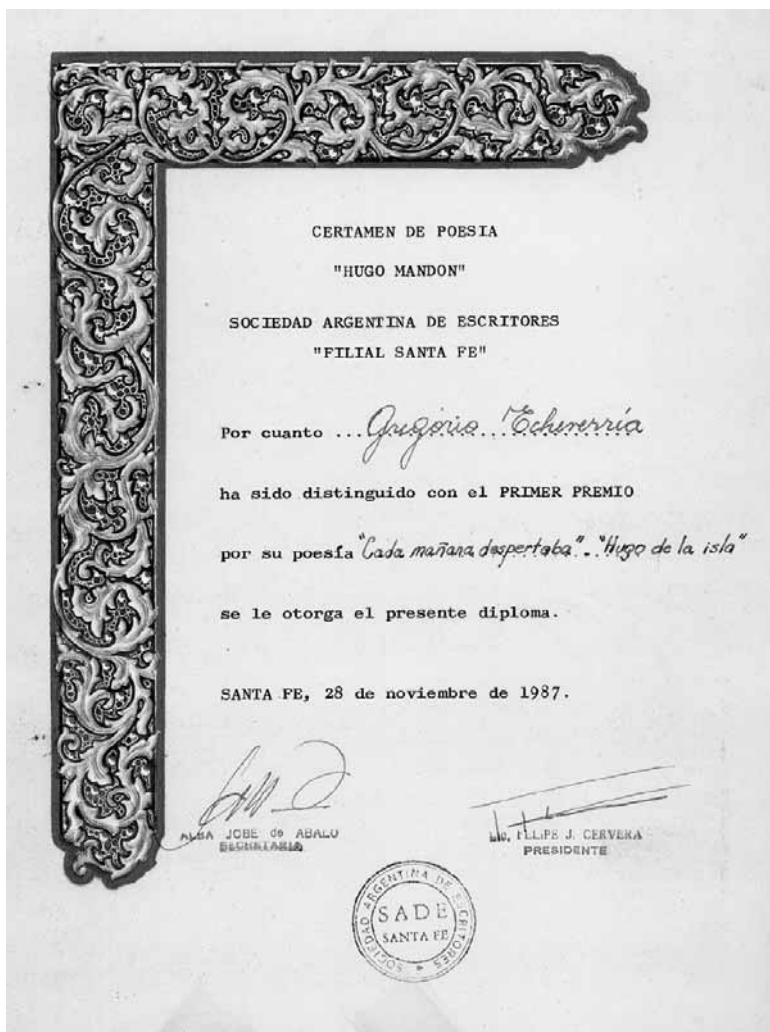 CERTAMEN DE POESIA
"HUGO MANDON"
SOCIEDAD ARGENTINA DE ESCRITORES
"FILIAL SANTA FE"
Por cuanto ... Gregorio Echeverría
ha sido distinguido con el PRIMER PREMIO
por su poesía "Cada mañana despertaba". "Hugo de la isla"
se le otorga el presente diploma.
SANTA FE, 28 de noviembre de 1987.
ALBA JOBE de ABALO
SECRETARIA
Lic. FELIPE J. CERVERA
PRESIDENTE
SOCIEDAD ARGENTINA DE ESCRITORES
SADE
SANTA FE